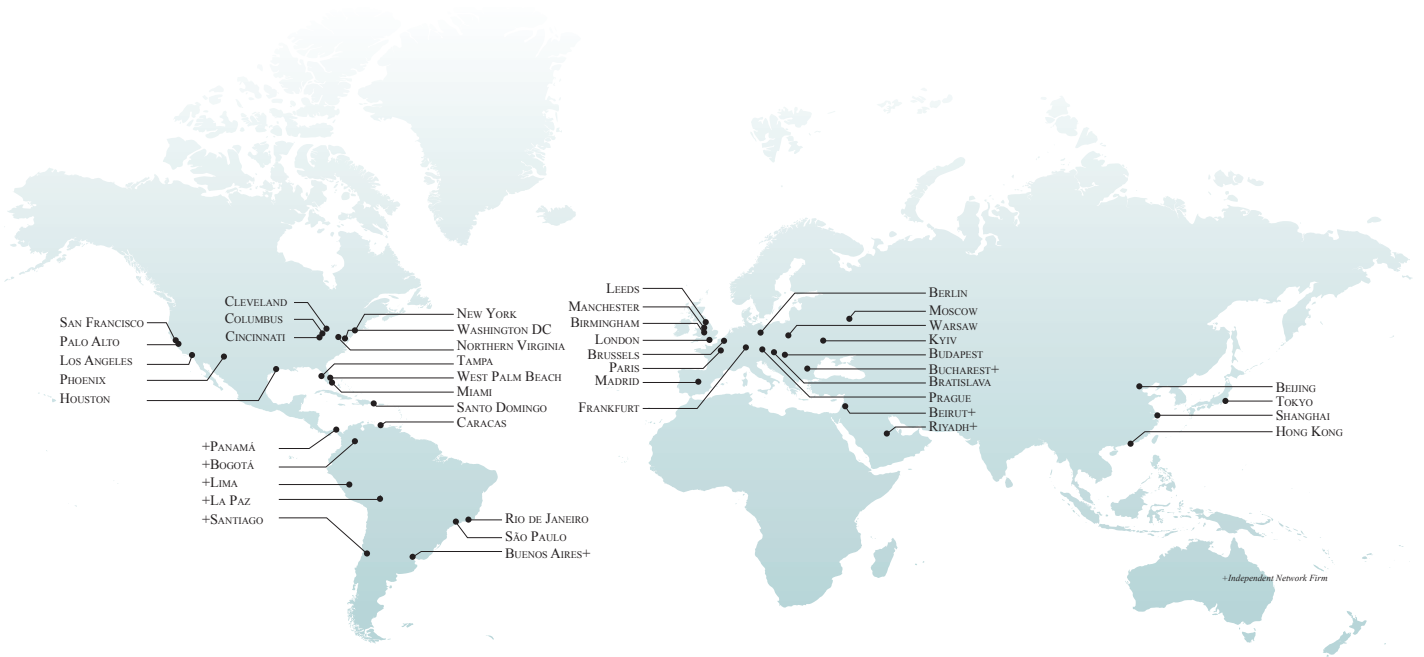 San Francisco
Palo Alto
Los Angeles
Phoenix
Houston
Cleveland
Columbus
Cincinnati
New York
Washington DC
Northern Virginia
Tampa
West Palm Beach
Miami
Santo Domingo
Caracas
+Panamá
+Bogotá
+Lima
+La Paz
+Santiago
Rio de Janeiro
São Paulo
Buenos Aires+
Leeds
Manchester
Birmingham
London
Brussels
Paris
Madrid
Frankfurt
Berlin
Moscow
Warsaw
Kyiv
Budapest
Bucharest+
Bratislava
Prague
Beirut+
Riyadh+
Beijing
Tokyo
Shanghai
Hong Kong
+Independent Network Firm